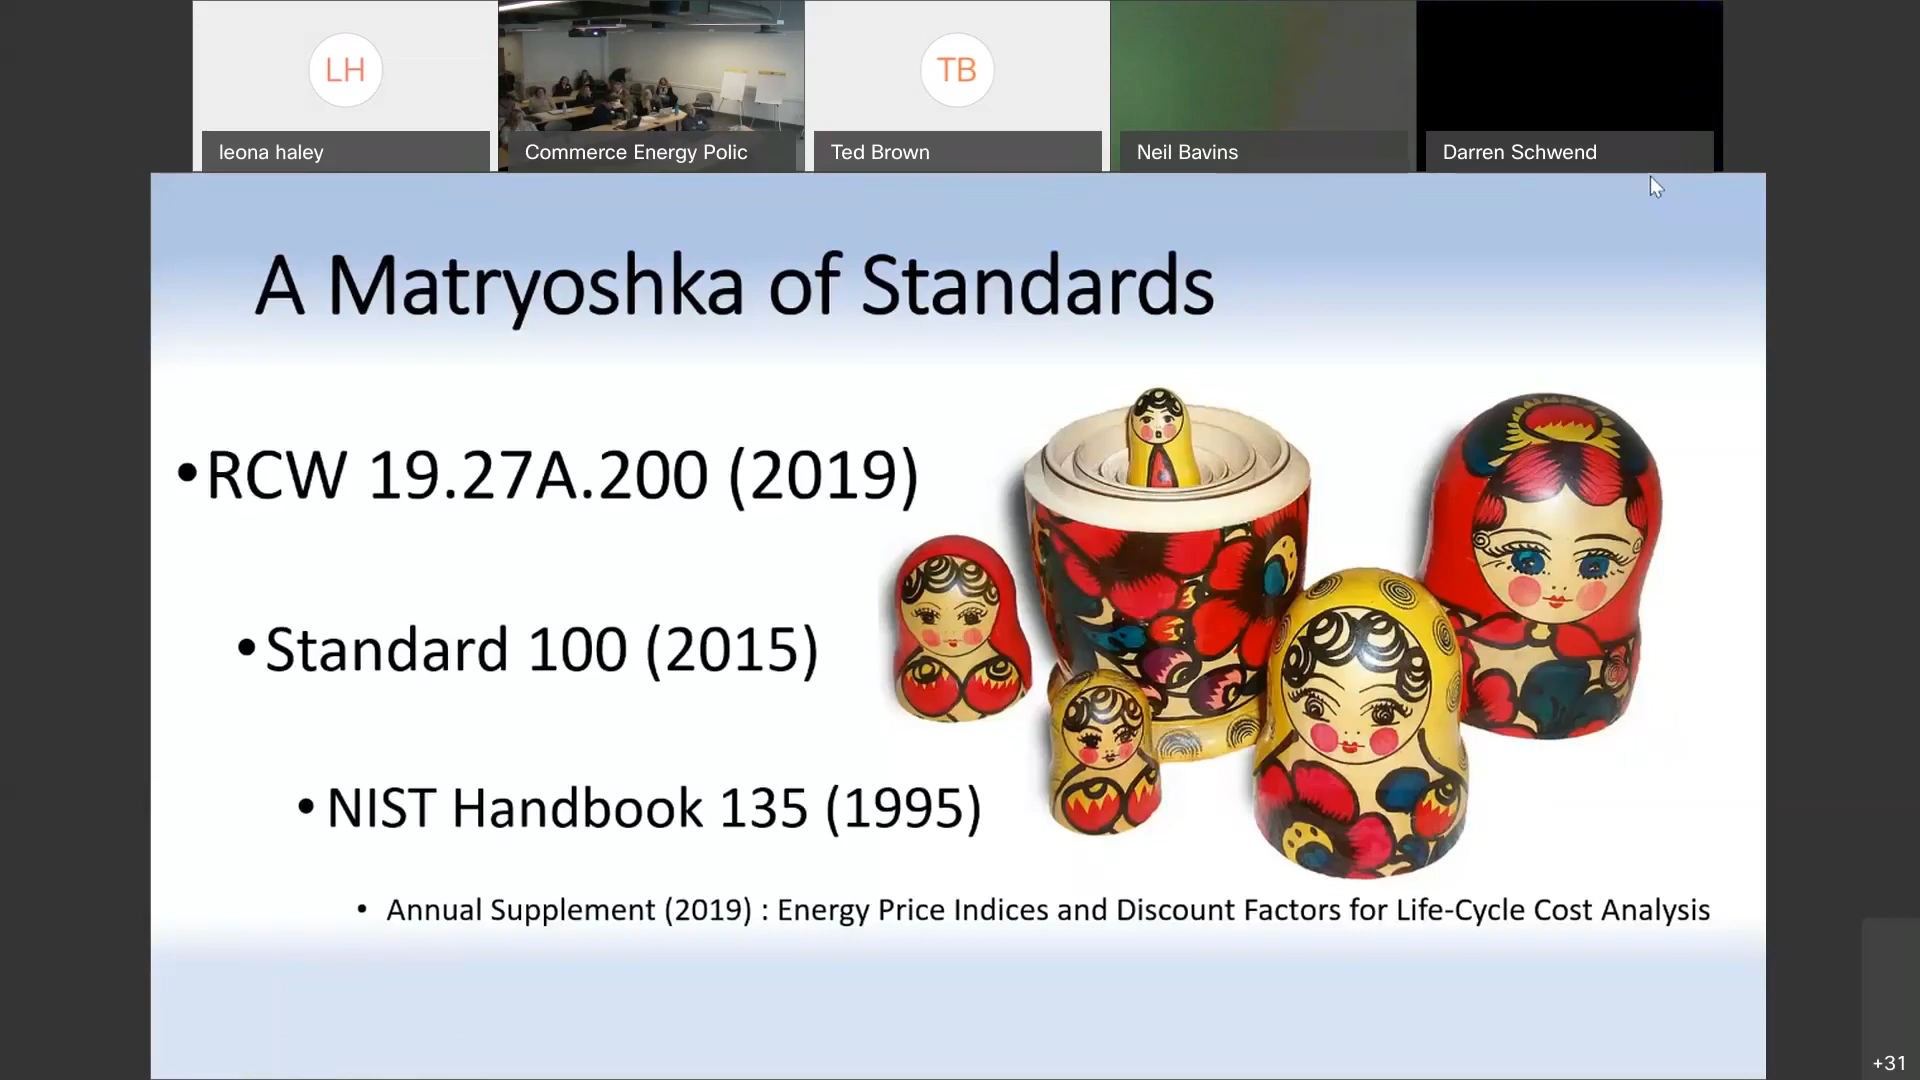 LH
TB
leona haley
Commerce Energy Polic
Ted Brown
Neil Bavins
Darren Schwend
A Matryoshka of Standards
•RCW 19.27A.200 (2019)
•Standard 100 (2015)
•NIST Handbook 135 (1995)
• Annual Supplement (2019) : Energy Price Indices and Discount Factors for Life-Cycle Cost Analysis
+31